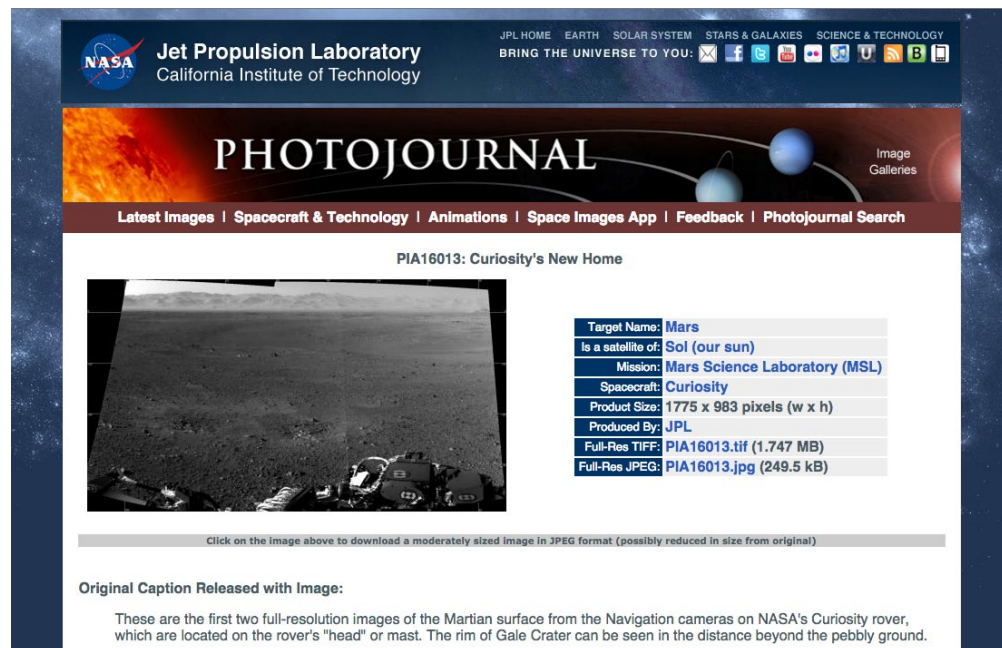 JPL HOME EARTH SOLAR SYSTEM STARS & GALAXIES SCIENCE & TECHNOLOGY
BRING THE UNIVERSE TO YOU:
NASA
Jet Propulsion Laboratory
California Institute of Technology
PHOTOJOURNAL
Image
Galleries
Latest Images | Spacecraft & Technology | Animations | Space Images App | Feedback | Photojournal Search
PIA16013: Curiosity's New Home
Target Name: Mars
Is a satellite of: Sol (our sun)
Mission: Mars Science Laboratory (MSL)
Spacecraft: Curiosity
Product Size: 1775 x 983 pixels (w x h)
Produced By: JPL
Full-Res TIFF: PIA16013.tif (1.747 MB)
Full-Res JPEG: PIA16013.jpg (249.5 kB)
Click on the image above to download a moderately sized image in JPEG format (possibly reduced in size from original)
Original Caption Released with Image:
These are the first two full-resolution images of the Martian surface from the Navigation cameras on NASA's Curiosity rover,
which are located on the rover's "head" or mast. The rim of Gale Crater can be seen in the distance beyond the pebbly ground.